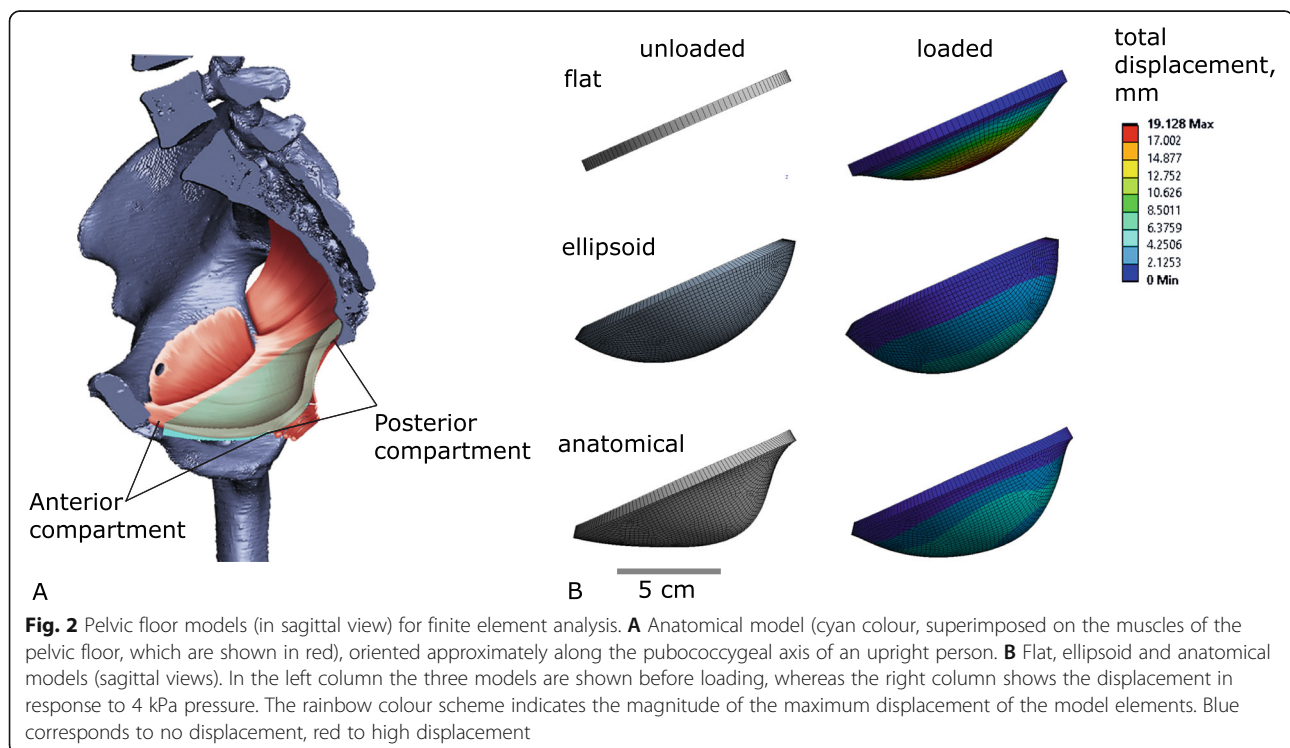 unloaded
loaded
total
displacement,
mm
flat
19.128 Max
17.002
14.877
12.752
10.626
8.5011
6.3759
4.2506
2.1253
0 Min
z
ellipsoid
anatomical
Posterior
compartment
Anterior
compartment
A
B
5 cm
Fig. 2 Pelvic floor models (in sagittal view) for finite element analysis. A Anatomical model (cyan colour, superimposed on the muscles of the
pelvic floor, which are shown in red), oriented approximately along the pubococcygeal axis of an upright person. B Flat, ellipsoid and anatomical
models (sagittal views). In the left column the three models are shown before loading, whereas the right column shows the displacement in
response to 4 kPa pressure. The rainbow colour scheme indicates the magnitude of the maximum displacement of the model elements. Blue
corresponds to no displacement, red to high displacement